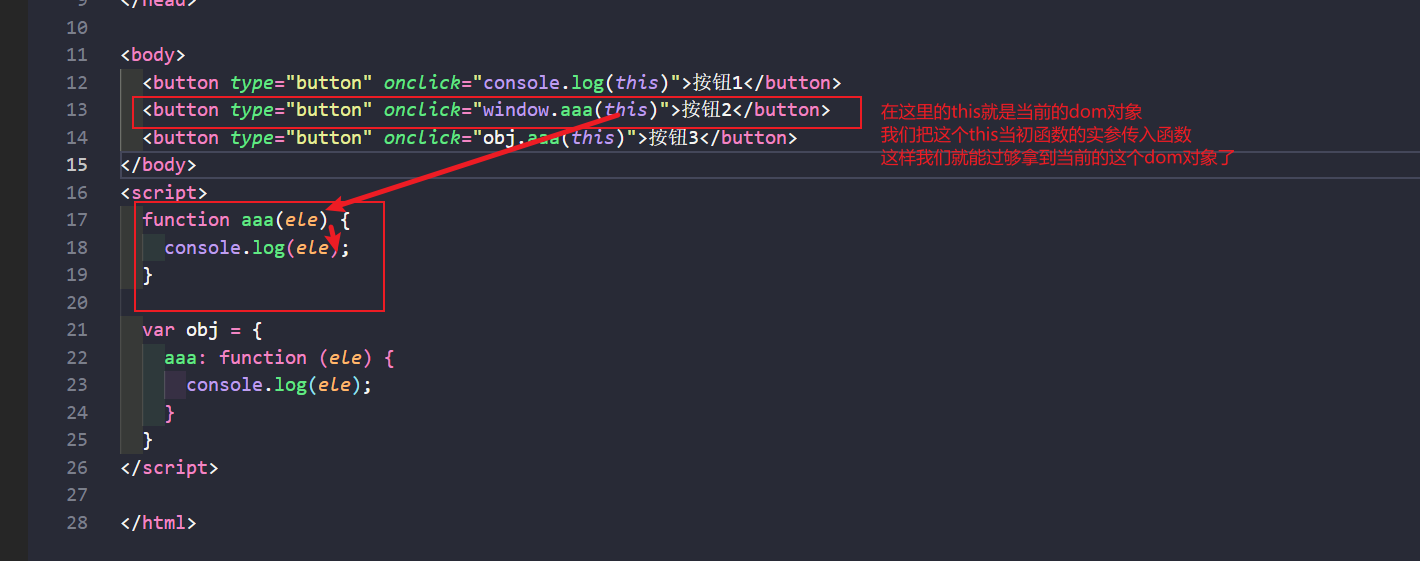 9 </head>
10
11 <body>
12 <button type="button" onclick="console.log(this)">按钮1</button>
13 <button type="button" onclick="window.aaa(this)">按钮2</button>
在这里的this就是当前的dom对象
我们把这个this当初函数的实参传入函数
这样我们就能过够拿到当前的这个dom对象了
14 <button type="button" onclick="obj.aaa(this)">按钮3</button>
15 </body>
16 <script>
17 function aaa(ele) {
18 console.log(ele);
19 }
20
21 var obj = {
22 aaa: function (ele) {
23 console.log(ele);
24 }
25 }
26 </script>
27
28 </html>